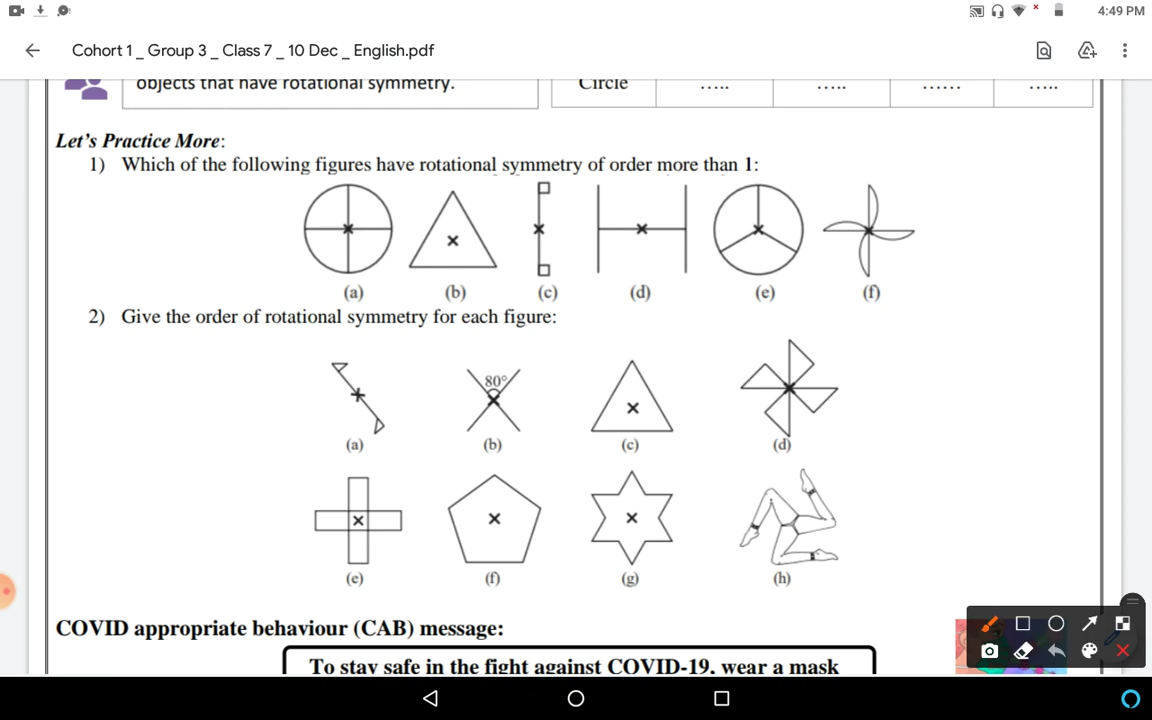 4:49 PM
Cohort 1 _ Group 3 _ Class 7 _ 10 Dec _ English.pdf
objects that have rotational symmetry.
Circle ..... ..... ...... .....
Let's Practice More:
1) Which of the following figures have rotational symmetry of order more than 1:
(a) (b) (c) (d) (e) (f)
2) Give the order of rotational symmetry for each figure:
80°
(a) (b) (c) (d)
(e) (f) (g) (h)
COVID appropriate behaviour (CAB) message:
To stay safe in the fight against COVID-19, wear a mask